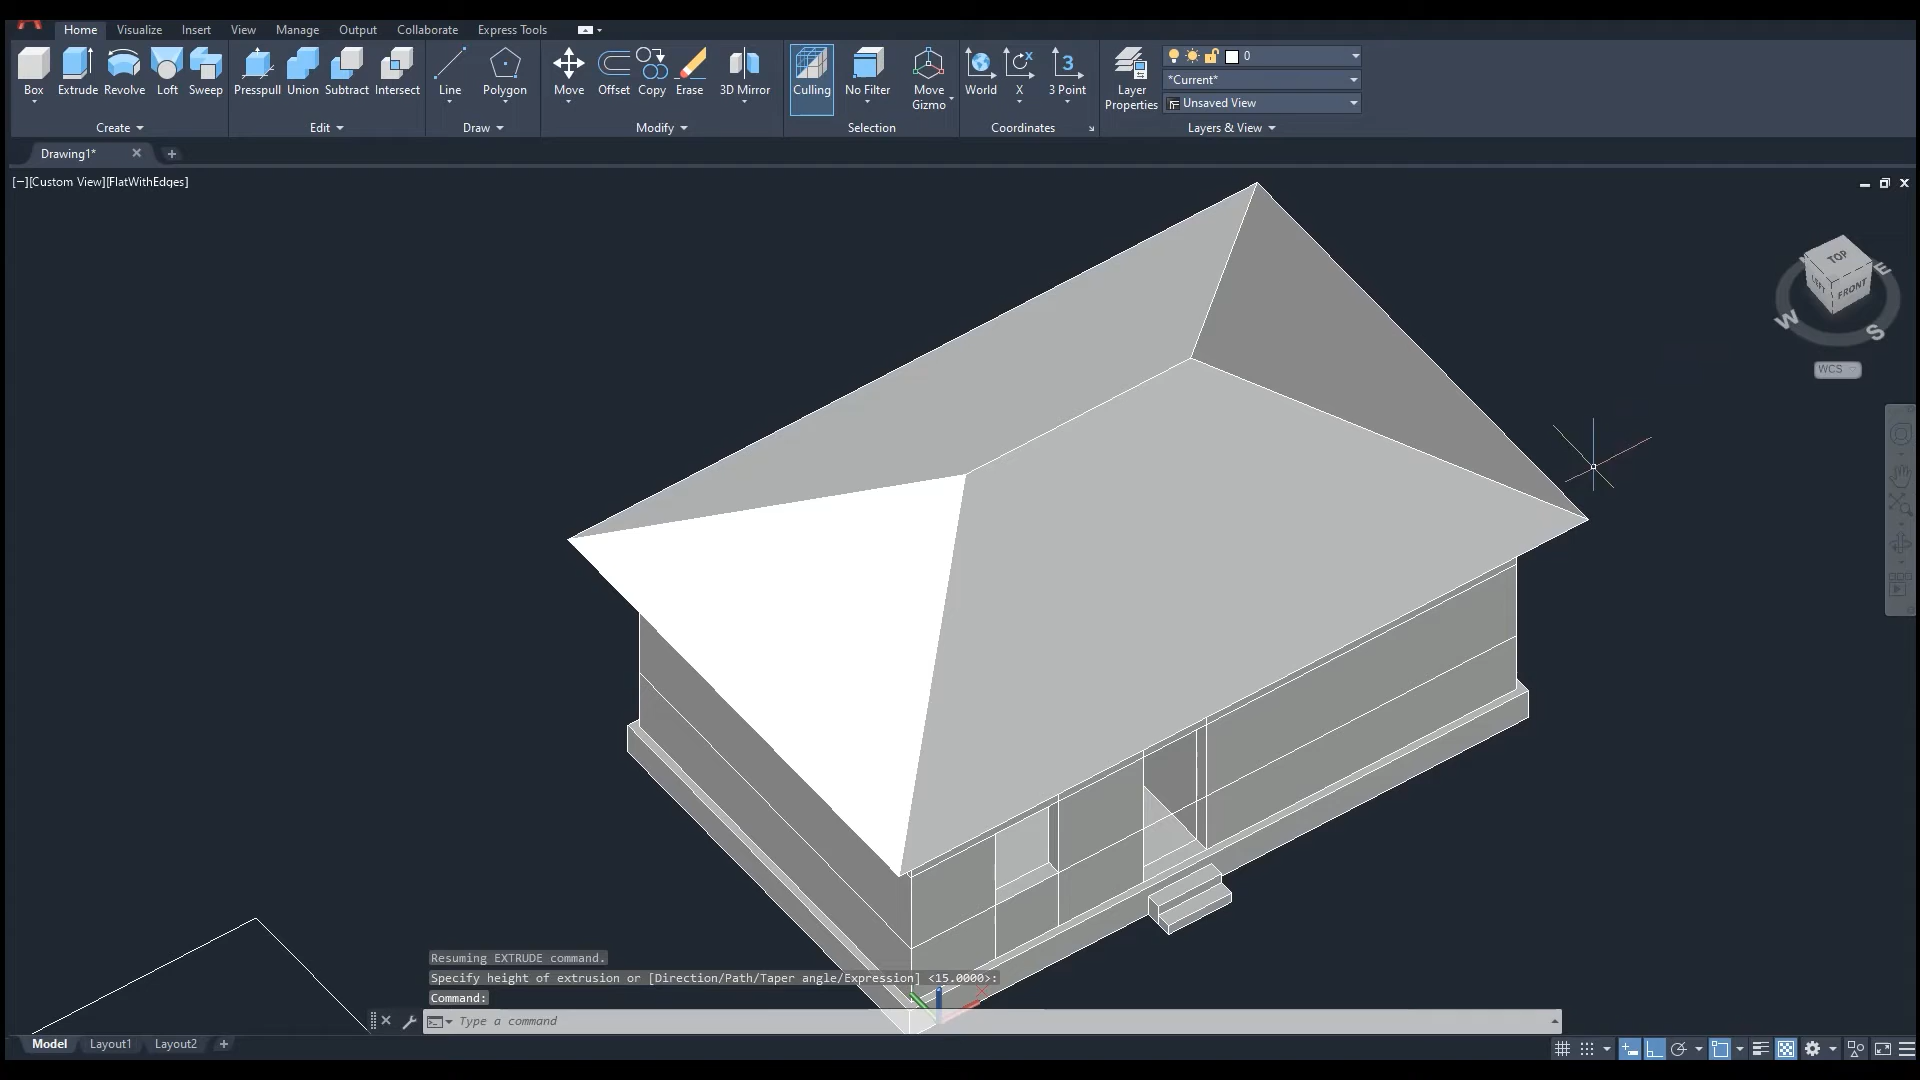 Home Visualize Insert View Manage Output Collaborate Express Tools
Box Extrude Revolve Loft Sweep Presspull Union Subtract Intersect Line Polygon Move Offset Copy Erase 3D Mirror Culling No Filter Move Gizmo World X 3 Point Layer Properties
0
*Current*
Unsaved View
Create Edit Draw Modify Selection Coordinates Layers & View
Drawing1*
[−][Custom View][FlatWithEdges]
TOP
LEFT FRONT
E
W
S
WCS
Resuming EXTRUDE command.
Specify height of extrusion or [Direction/Path/Taper angle/Expression] <15.0000>:
Command:
Type a command
Model Layout1 Layout2